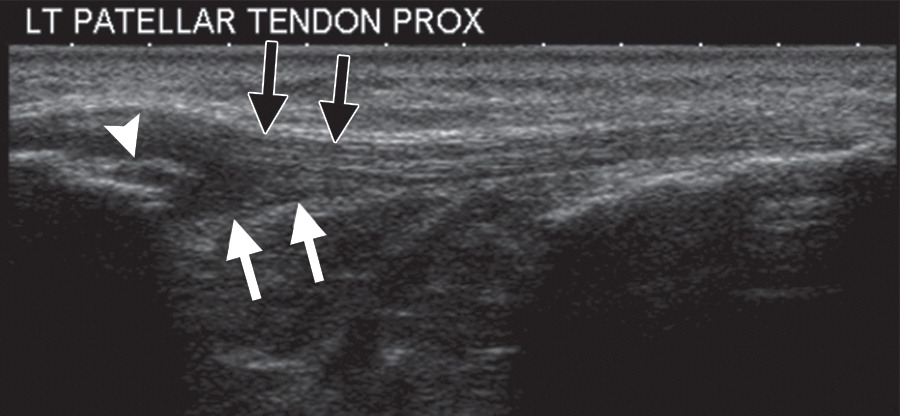 LT PATELLAR TENDON PROX